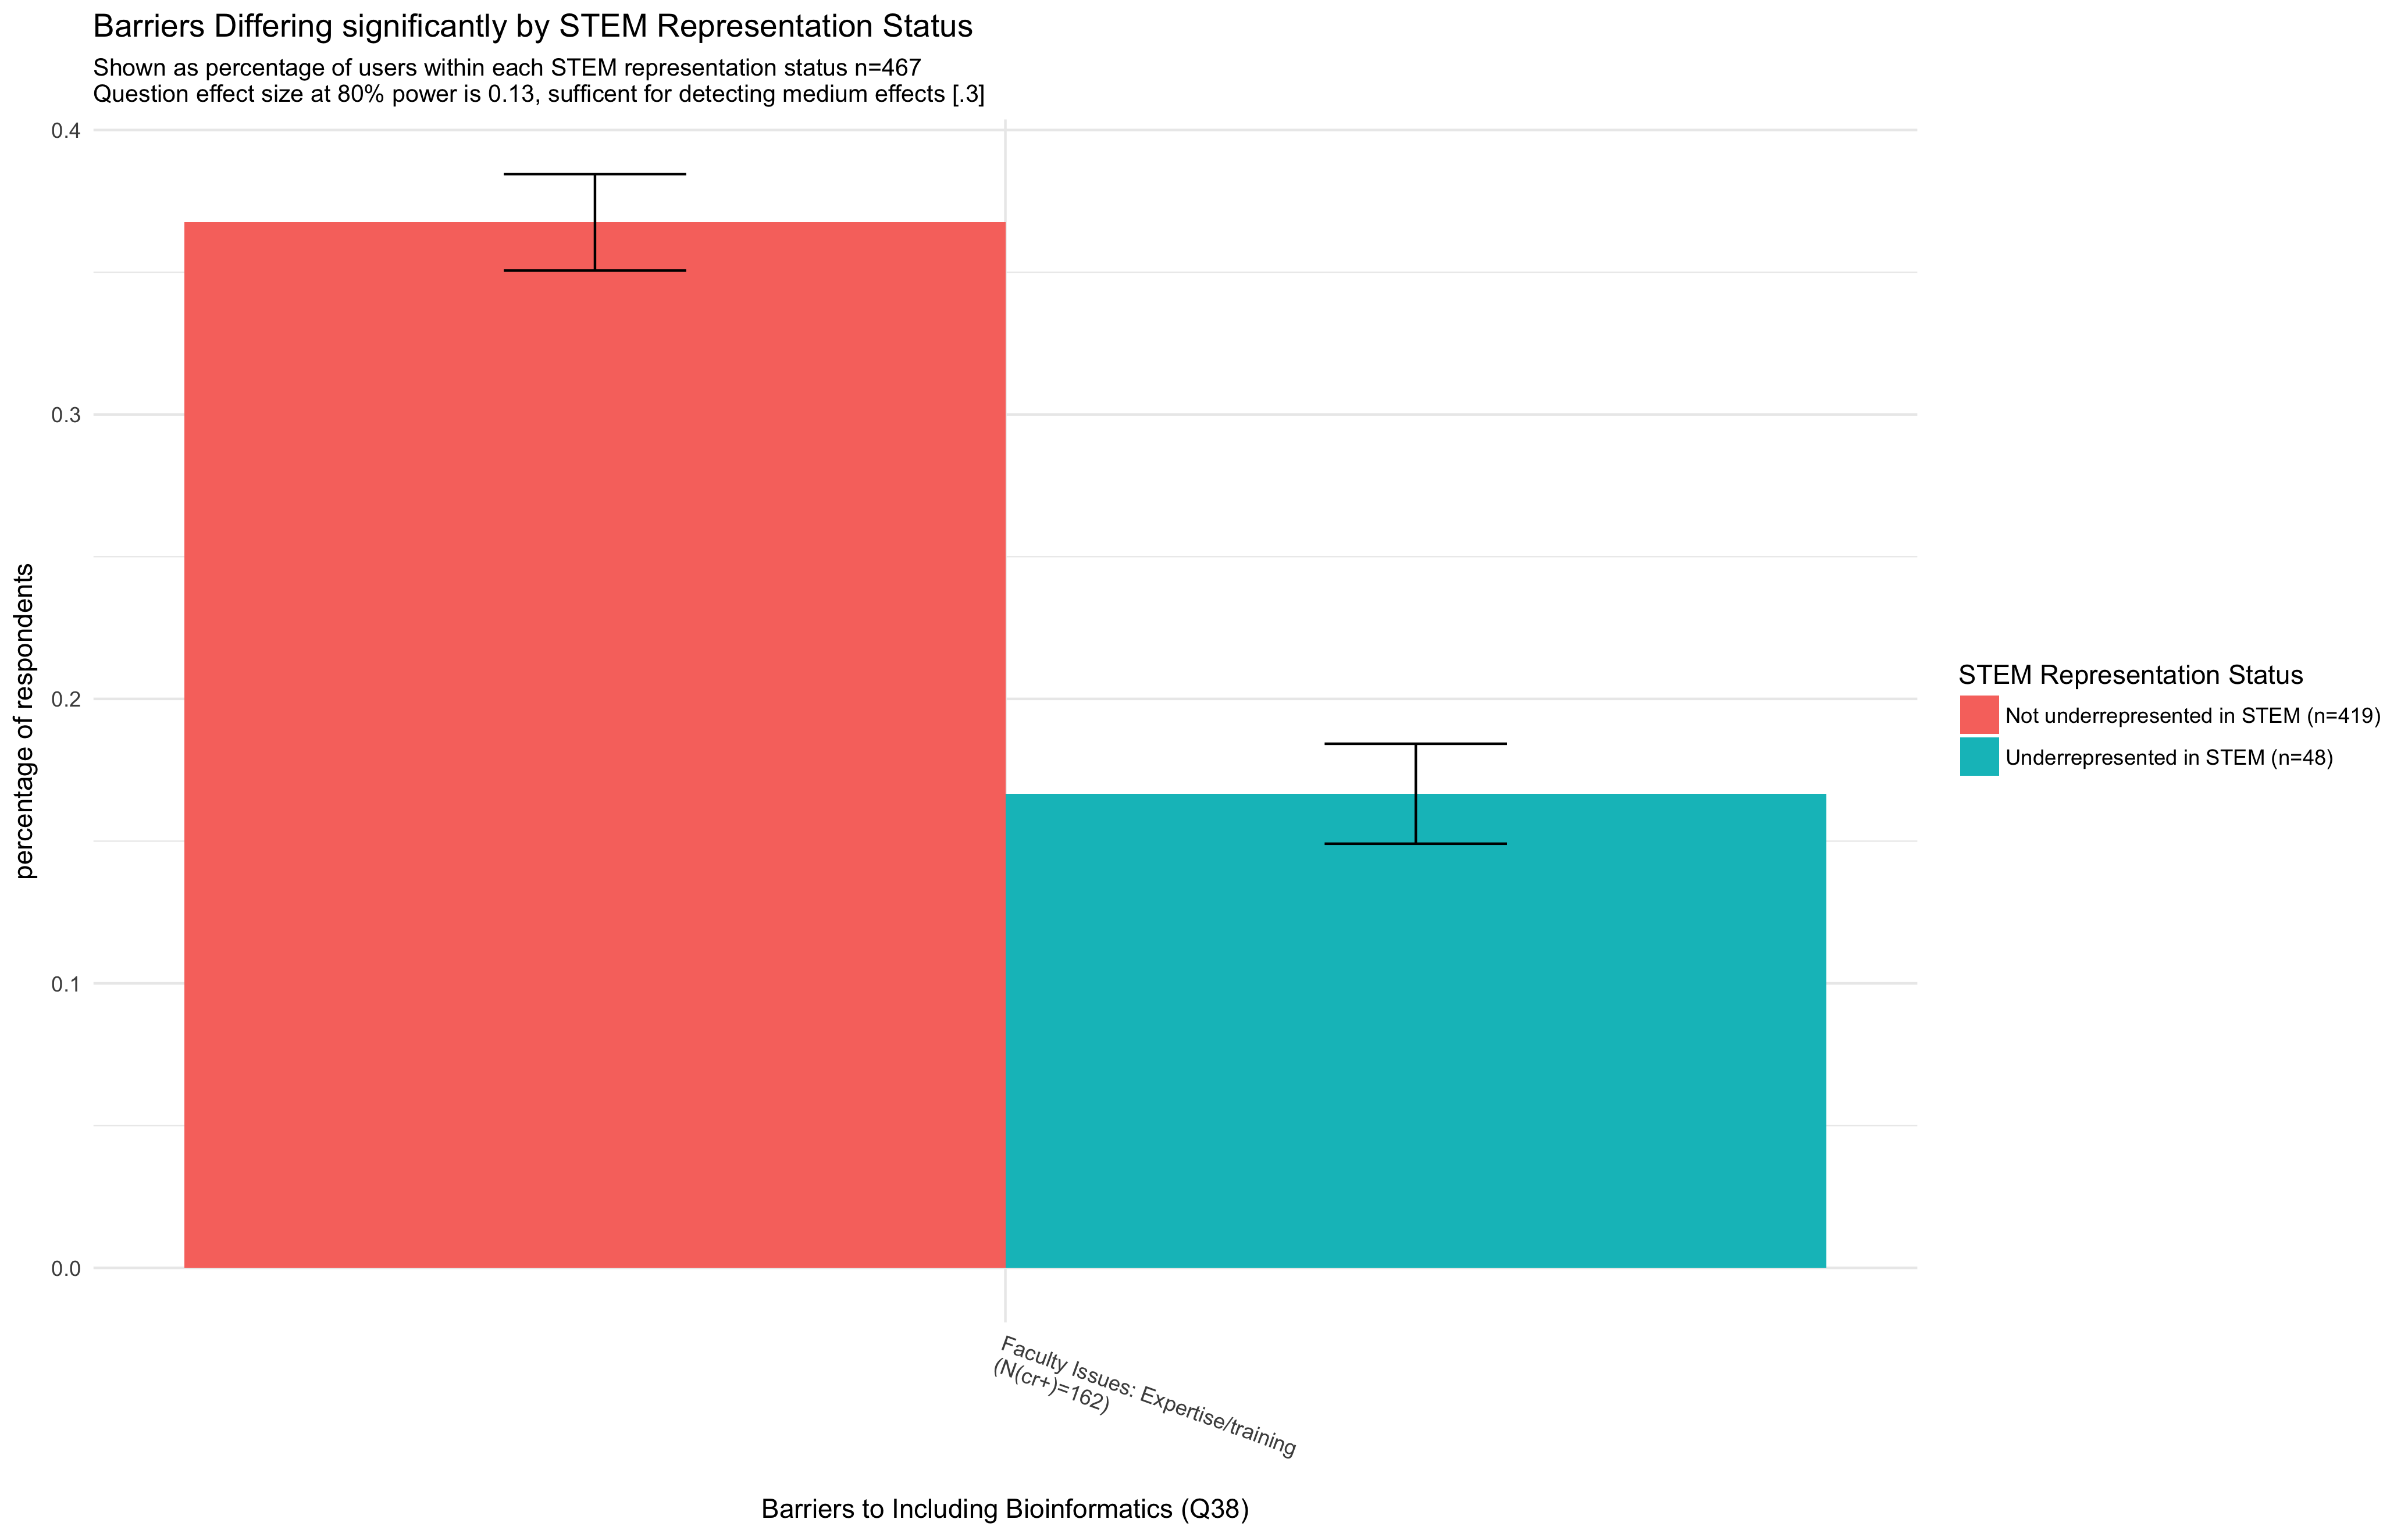 Barriers Differing significantly by STEM Representation Status
Shown as percentage of users within each STEM representation status n=467
Question effect size at 80% power is 0.13, sufficent for detecting medium effects [.3]
percentage of respondents
0.4
0.3
0.2
0.1
0.0
Faculty Issues: Expertise/training
(N(cr+)=162)
Barriers to Including Bioinformatics (Q38)
STEM Representation Status
Not underrepresented in STEM (n=419)
Underrepresented in STEM (n=48)